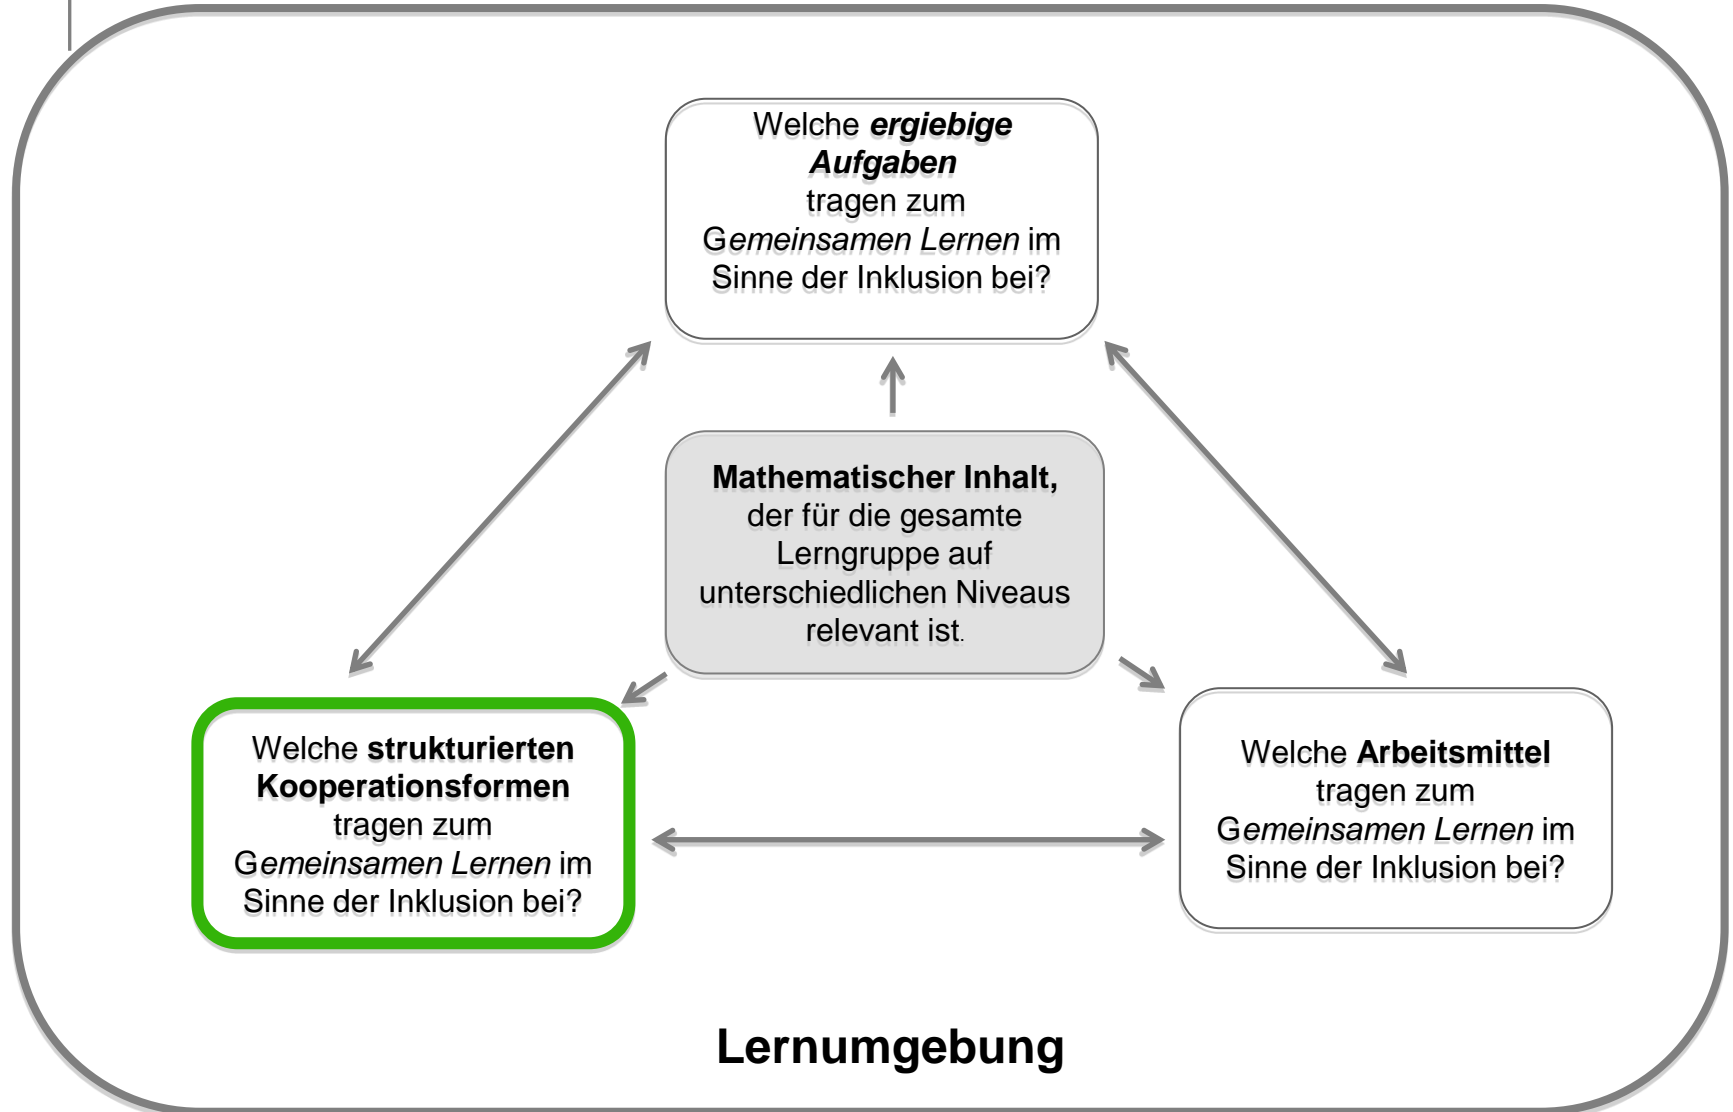 Welche ergiebige
Aufgaben
tragen zum
Gemeinsamen Lernen im
Sinne der Inklusion bei?
Mathematischer Inhalt,
der für die gesamte
Lerngruppe auf
unterschiedlichen Niveaus
relevant ist.
Welche strukturierten
Kooperationsformen
tragen zum
Gemeinsamen Lernen im
Sinne der Inklusion bei?
Welche Arbeitsmittel
tragen zum
Gemeinsamen Lernen im
Sinne der Inklusion bei?
Lernumgebung